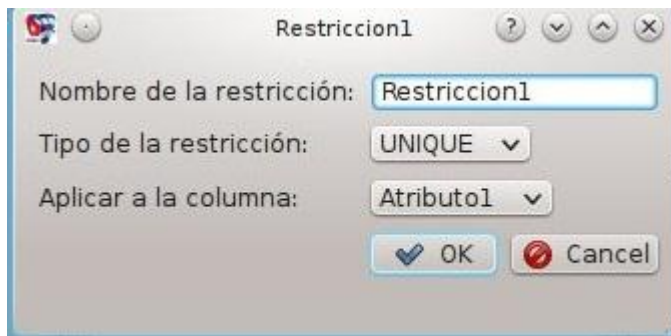 Restriccion1
Nombre de la restricción: Restriccion1
Tipo de la restricción: UNIQUE
Aplicar a la columna: Atributo1
OK Cancel